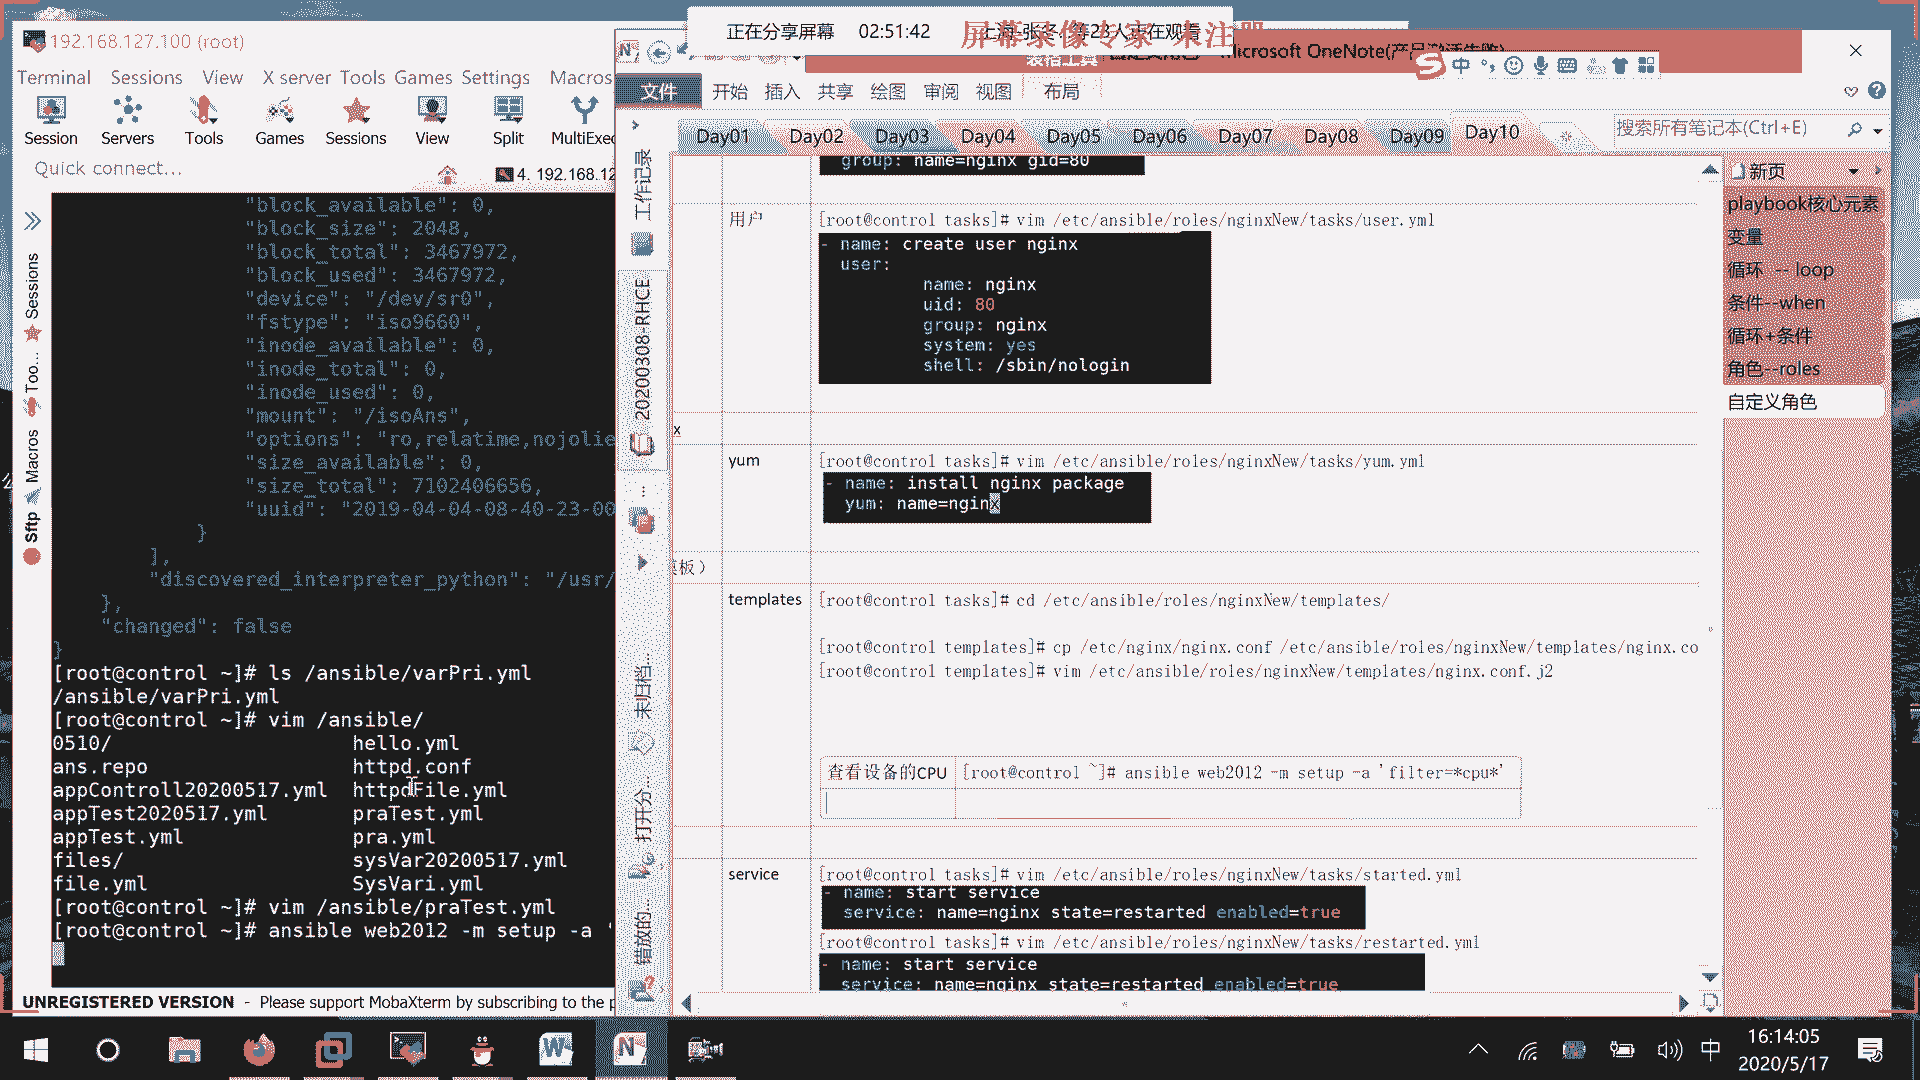 正在分享屏幕 02:51:42
屏幕录像专家 未注册
192.168.127.100 (root)
Terminal Sessions View X server Tools Games Settings Macros
Session Servers Tools Games Sessions View Split MultiExec
Quick connect...
4. 192.168.12
Sessions
Too...
Macros
Sftp
"block_available": 0,
"block_size": 2048,
"block_total": 3467972,
"block_used": 3467972,
"device": "/dev/sr0",
"fstype": "iso9660",
"inode_available": 0,
"inode_total": 0,
"inode_used": 0,
"mount": "/isoAns",
"options": "ro,relatime,nojolie
"size_available": 0,
"size_total": 7102406656,
"uuid": "2019-04-04-08-40-23-00
}
],
"discovered_interpreter_python": "/usr/
},
"changed": false
}
[root@control ~]# ls /ansible/varPri.yml
/ansible/varPri.yml
[root@control ~]# vim /ansible/
0510/ hello.yml
ans.repo httpd.conf
appControll20200517.yml httpdFile.yml
appTest2020517.yml praTest.yml
appTest.yml pra.yml
files/ sysVar20200517.yml
file.yml SysVari.yml
[root@control ~]# vim /ansible/praTest.yml
[root@control ~]# ansible web2012 -m setup -a '
UNREGISTERED VERSION - Please support MobaXterm by subscribing to the p
Microsoft OneNote(产品激活失败)
中
文件 开始 插入 共享 绘图 审阅 视图 布局
Day01 Day02 Day03 Day04 Day05 Day06 Day07 Day08 Day09 Day10
搜索所有笔记本(Ctrl+E)
工作记录
20200308-RHCE
未归档...
打开分...
错放的...
group: name=nginx gid=80
用户 [root@control tasks]# vim /etc/ansible/roles/nginxNew/tasks/user.yml
- name: create user nginx
user:
name: nginx
uid: 80
group: nginx
system: yes
shell: /sbin/nologin
x
yum [root@control tasks]# vim /etc/ansible/roles/nginxNew/tasks/yum.yml
- name: install nginx package
yum: name=nginx
板）
templates [root@control tasks]# cd /etc/ansible/roles/nginxNew/templates/
[root@control templates]# cp /etc/nginx/nginx.conf /etc/ansible/roles/nginxNew/templates/nginx.co
[root@control templates]# vim /etc/ansible/roles/nginxNew/templates/nginx.conf.j2
查看设备的CPU [root@control ~]# ansible web2012 -m setup -a 'filter=*cpu*'
service [root@control tasks]# vim /etc/ansible/roles/nginxNew/tasks/started.yml
- name: start service
service: name=nginx state=restarted enabled=true
[root@control tasks]# vim /etc/ansible/roles/nginxNew/tasks/restarted.yml
- name: start service
service: name=nginx state=restarted enabled=true
新页
playbook核心元素
变量
循环 -- loop
条件--when
循环+条件
角色--roles
自定义角色
中
16:14:05
2020/5/17